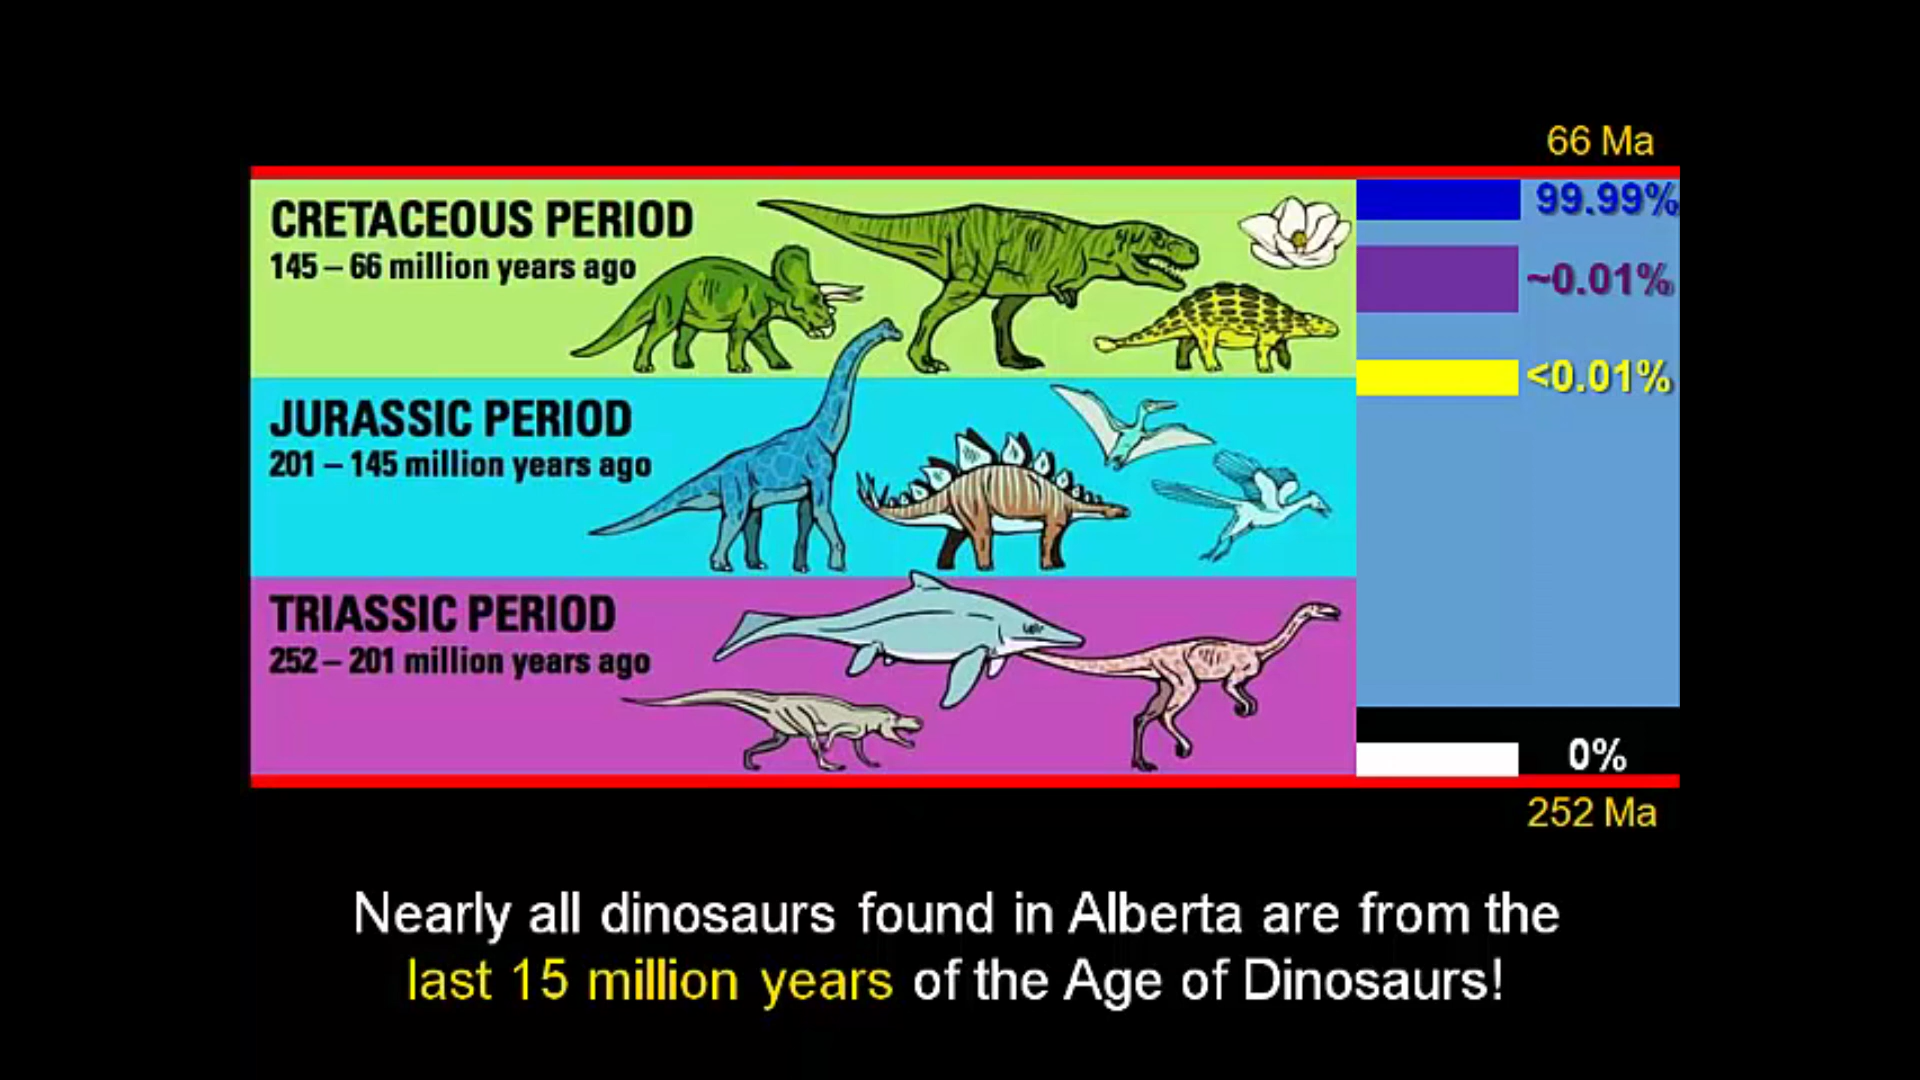 66 Ma
CRETACEOUS PERIOD
145 – 66 million years ago
99.99%
~0.01%
<0.01%
JURASSIC PERIOD
201 – 145 million years ago
TRIASSIC PERIOD
252 – 201 million years ago
0%
252 Ma
Nearly all dinosaurs found in Alberta are from the
last 15 million years of the Age of Dinosaurs!